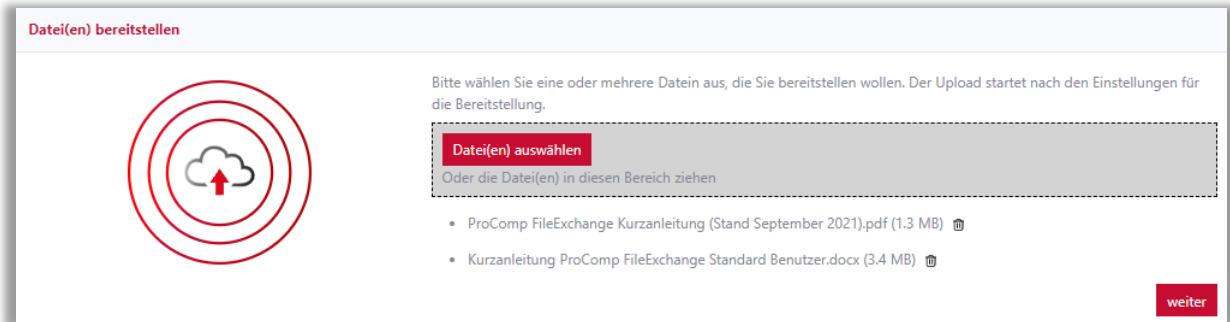 Datei(en) bereitstellen
Bitte wählen Sie eine oder mehrere Datein aus, die Sie bereitstellen wollen. Der Upload startet nach den Einstellungen für
die Bereitstellung.
Datei(en) auswählen
Oder die Datei(en) in diesen Bereich ziehen
ProComp FileExchange Kurzanleitung (Stand September 2021).pdf (1.3 MB)
Kurzanleitung ProComp FileExchange Standard Benutzer.docx (3.4 MB)
weiter